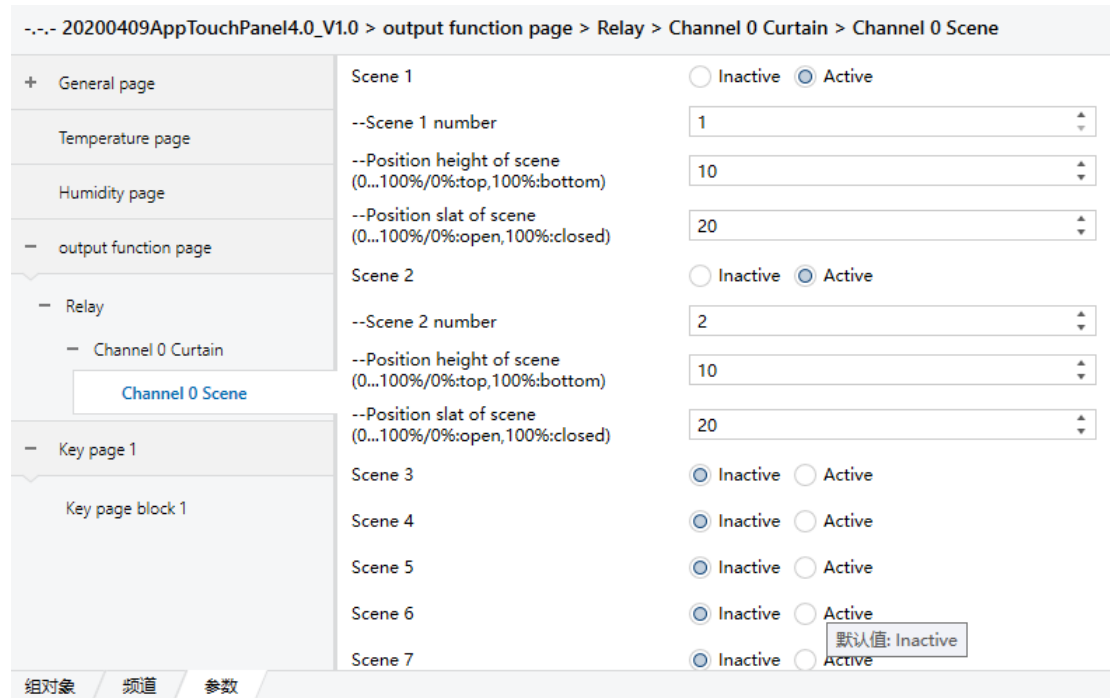 -.-.- 20200409AppTouchPanel4.0_V1.0 > output function page > Relay > Channel 0 Curtain > Channel 0 Scene
+ General page
Temperature page
Humidity page
− output function page
− Relay
− Channel 0 Curtain
Channel 0 Scene
− Key page 1
Key page block 1
Scene 1 Inactive Active
--Scene 1 number 1
--Position height of scene
(0...100%/0%:top,100%:bottom) 10
--Position slat of scene
(0...100%/0%:open,100%:closed) 20
Scene 2 Inactive Active
--Scene 2 number 2
--Position height of scene
(0...100%/0%:top,100%:bottom) 10
--Position slat of scene
(0...100%/0%:open,100%:closed) 20
Scene 3 Inactive Active
Scene 4 Inactive Active
Scene 5 Inactive Active
Scene 6 Inactive Active
默认值: Inactive
Scene 7 Inactive Active
组对象 频道 参数